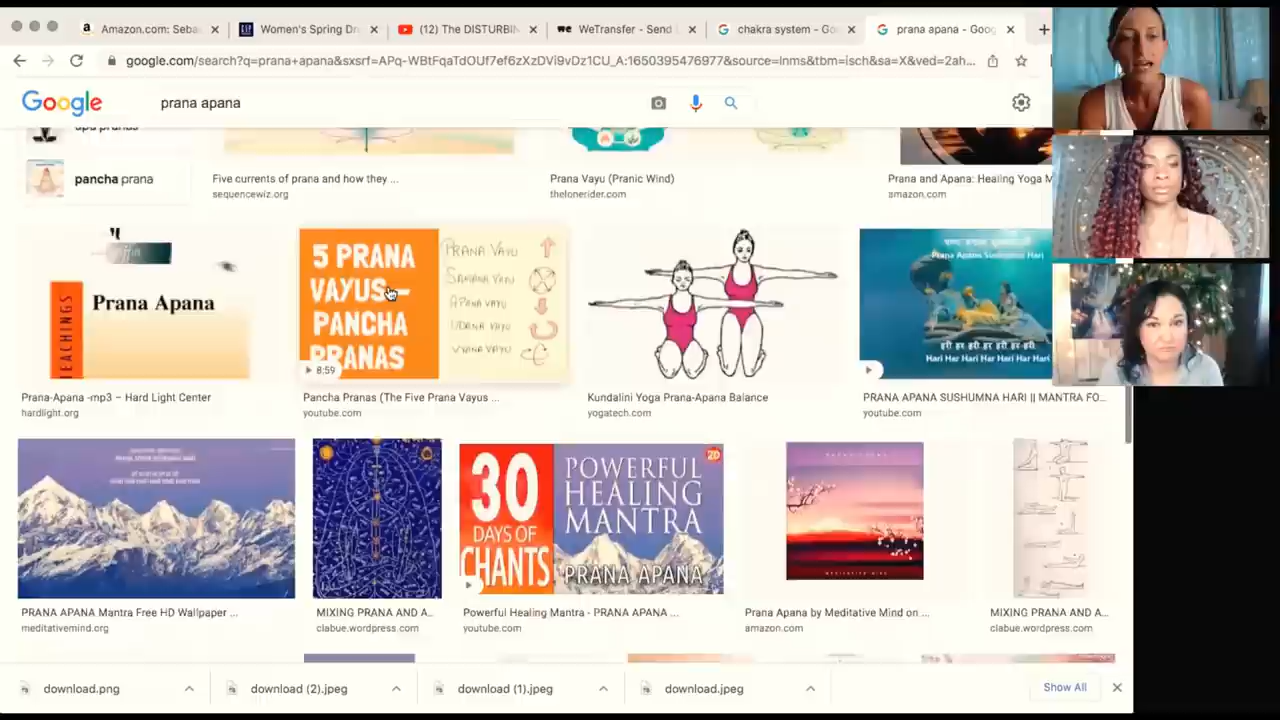 Amazon.com: Seba
Women's Spring Dr
(12) The DISTURBIN
WeTransfer - Send
chakra system - Go
prana apana - Goog
google.com/search?q=prana+apana&sxsrf=APq-WBtFqaTdOUf7ef6zXzDVi9vDz1CU_A:1650395476977&source=lnms&tbm=isch&sa=X&ved=2ah...
Google
prana apana
pancha prana
Five currents of prana and how they ...
sequencewiz.org
Prana Vayu (Pranic Wind)
thelonerider.com
Prana and Apana: Healing Yoga M
amazon.com
TEACHINGS
Prana Apana
5 PRANA
VAYUS-
PANCHA
PRANAS
8:59
PRANA VAYU
SAMANA VAYU
APANA VAYU
UDANA VAYU
VYANA VAYU
Prana Apana Sushumna Hari
हरी हर हरी हर हरी हर हरी
Hari Har Hari Har Hari Har Hari
Prana-Apana -mp3 – Hard Light Center
hardlight.org
Pancha Pranas (The Five Prana Vayus ...
youtube.com
Kundalini Yoga Prana-Apana Balance
yogatech.com
PRANA APANA SUSHUMNA HARI || MANTRA FO...
youtube.com
30
DAYS OF
CHANTS
POWERFUL
HEALING
MANTRA
PRANA APANA
PRANA APANA Mantra Free HD Wallpaper ...
meditativemind.org
MIXING PRANA AND A...
clabue.wordpress.com
Powerful Healing Mantra - PRANA APANA ...
youtube.com
Prana Apana by Meditative Mind on ...
amazon.com
MIXING PRANA AND A...
clabue.wordpress.com
download.png
download (2).jpeg
download (1).jpeg
download.jpeg
Show All